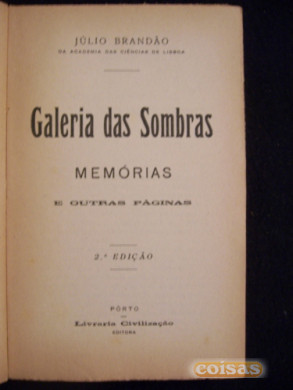 JÚLIO BRANDÃO
DA ACADEMIA DAS CIÊNCIAS DE LISBOA
Galeria das Sombras
MEMÓRIAS
E OUTRAS PÁGINAS
2.ª EDIÇÃO
PÔRTO
Livraria Civilização
EDITORA
coisas